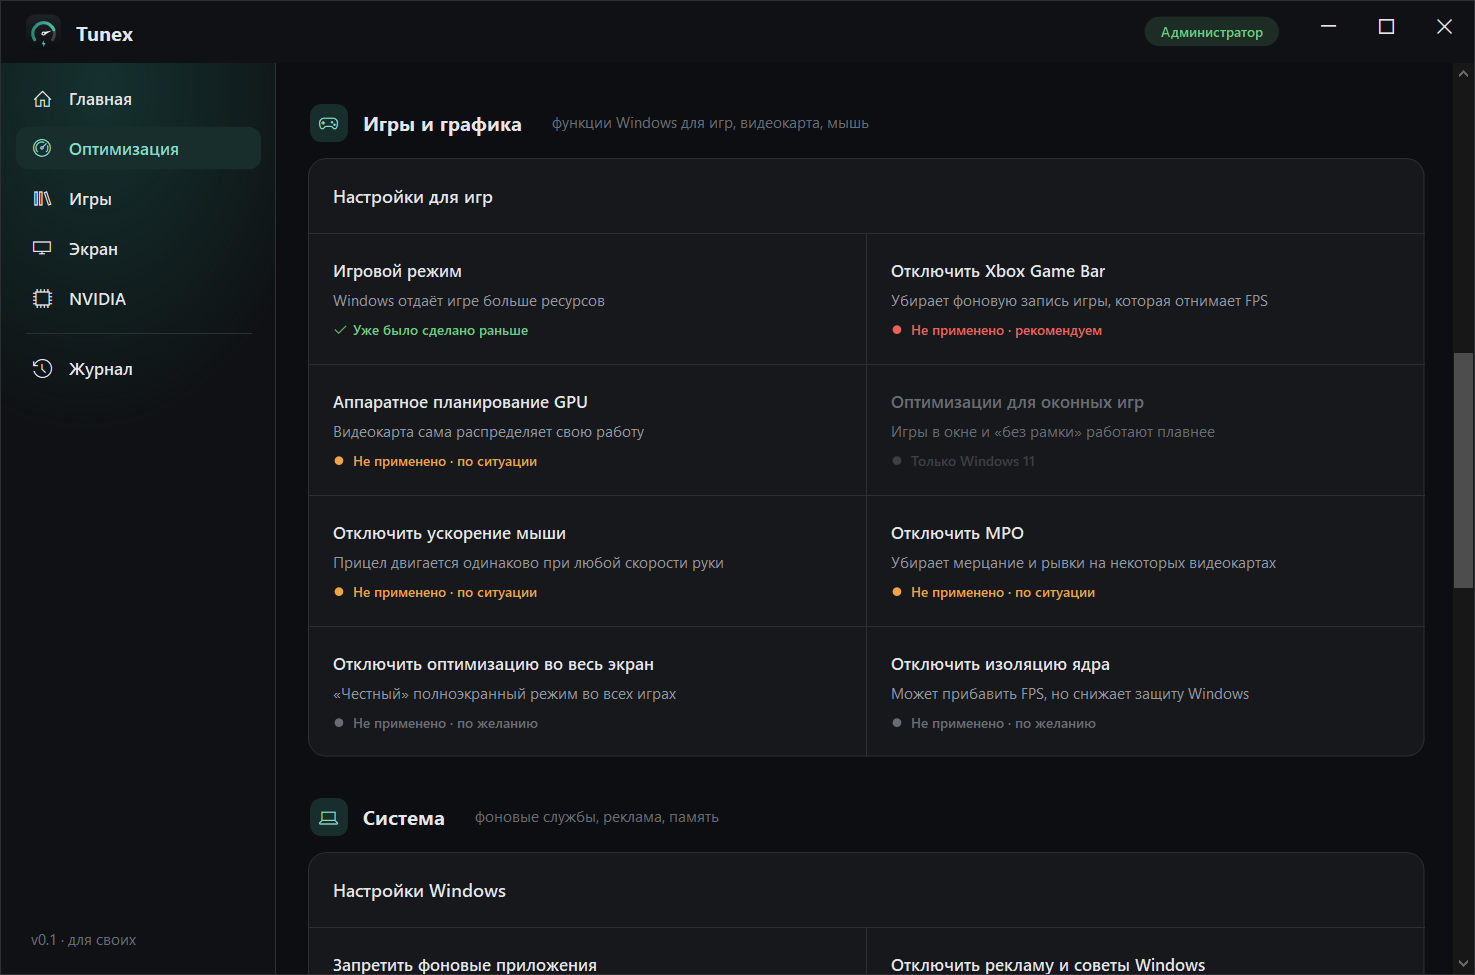 Tunex
Администратор
Главная
Оптимизация
Игры
Экран
NVIDIA
Журнал
v0.1 · для своих
Игры и графика
функции Windows для игр, видеокарта, мышь
Настройки для игр
Игровой режим
Windows отдаёт игре больше ресурсов
Уже было сделано раньше
Отключить Xbox Game Bar
Убирает фоновую запись игры, которая отнимает FPS
Не применено · рекомендуем
Аппаратное планирование GPU
Видеокарта сама распределяет свою работу
Не применено · по ситуации
Оптимизации для оконных игр
Игры в окне и «без рамки» работают плавнее
Только Windows 11
Отключить ускорение мыши
Прицел двигается одинаково при любой скорости руки
Не применено · по ситуации
Отключить MPO
Убирает мерцание и рывки на некоторых видеокартах
Не применено · по ситуации
Отключить оптимизацию во весь экран
«Честный» полноэкранный режим во всех играх
Не применено · по желанию
Отключить изоляцию ядра
Может прибавить FPS, но снижает защиту Windows
Не применено · по желанию
Система
фоновые службы, реклама, память
Настройки Windows
Запретить фоновые приложения
Отключить рекламу и советы Windows